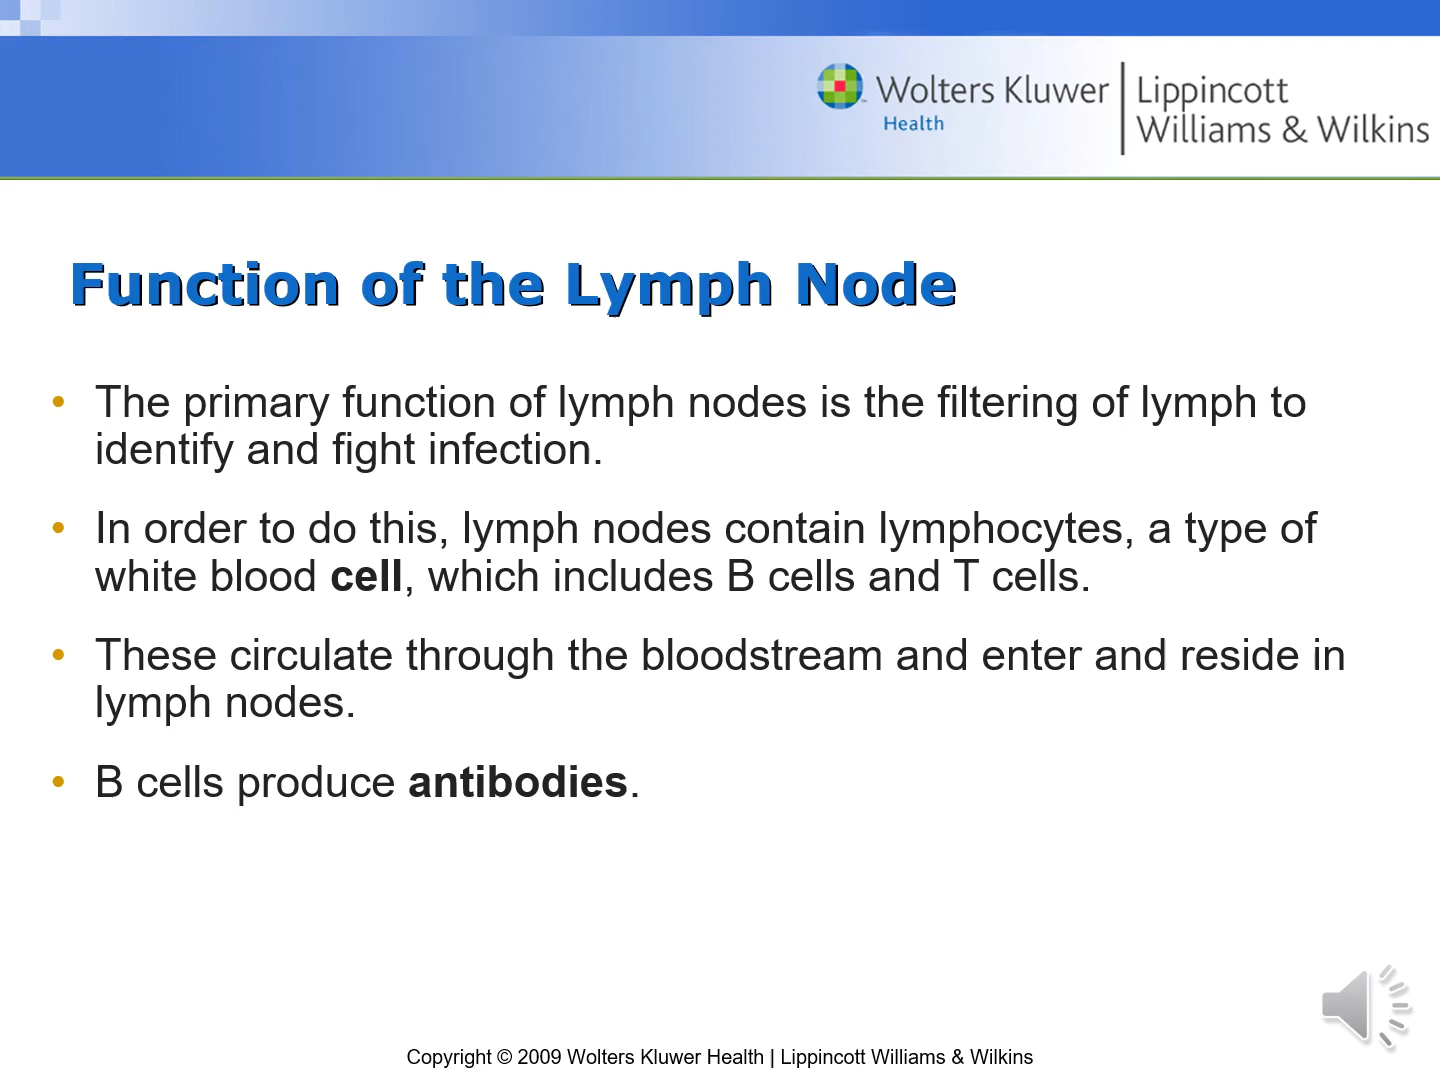 Wolters Kluwer
Health
Lippincott
Williams & Wilkins
Function of the Lymph Node
• The primary function of lymph nodes is the filtering of lymph to
identify and fight infection.
• In order to do this, lymph nodes contain lymphocytes, a type of
white blood cell, which includes B cells and T cells.
• These circulate through the bloodstream and enter and reside in
lymph nodes.
• B cells produce antibodies.
Copyright © 2009 Wolters Kluwer Health | Lippincott Williams & Wilkins